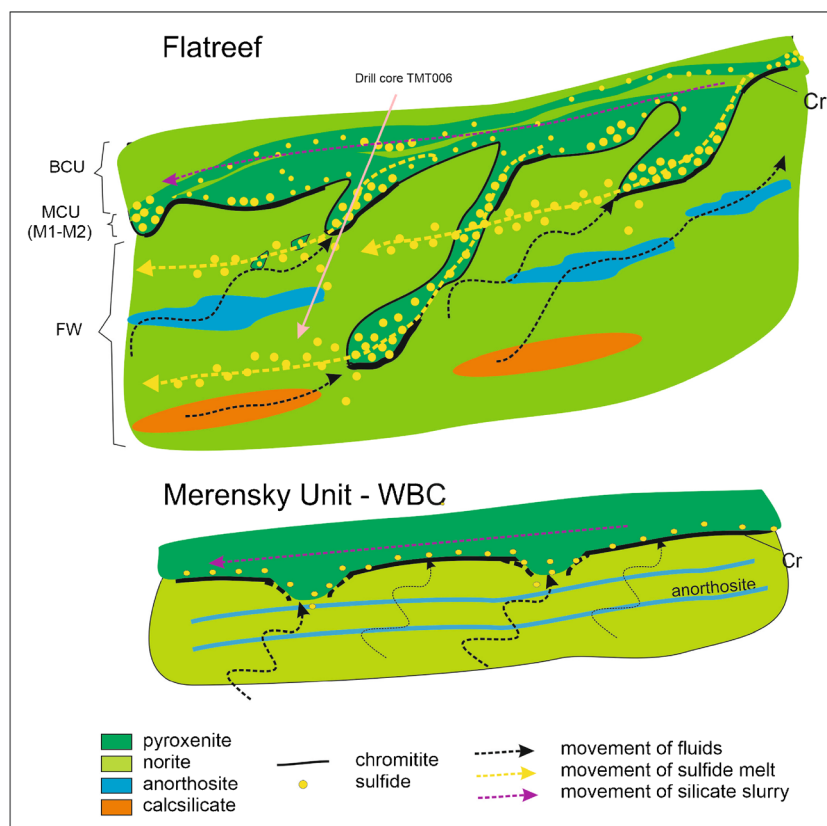 Flatreef
Drill core TMT006
Cr
BCU
MCU
(M1-M2)
FW
Merensky Unit - WBC
Cr
anorthosite
pyroxenite
norite
anorthosite
calcsilicate
chromitite
sulfide
movement of fluids
movement of sulfide melt
movement of silicate slurry